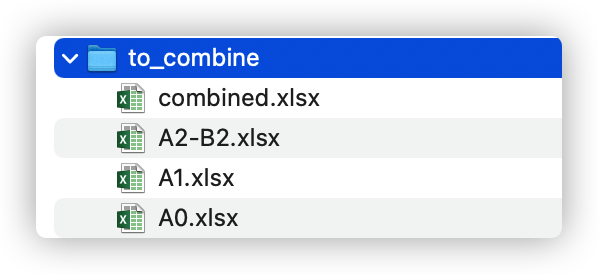 to_combine
combined.xlsx
A2-B2.xlsx
A1.xlsx
A0.xlsx